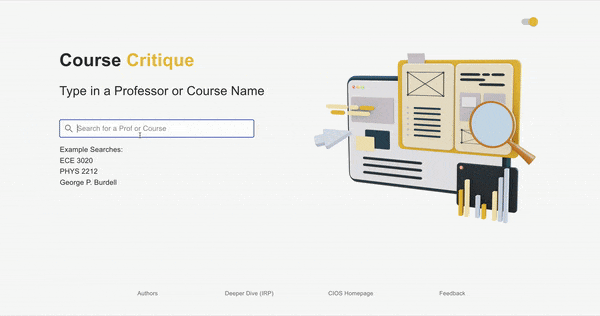 Course Critique
Type in a Professor or Course Name
Search for a Prof or Course
Example Searches:
ECE 3020
PHYS 2212
George P. Burdell
Authors
Deeper Dive (IRP)
CIOS Homepage
Feedback